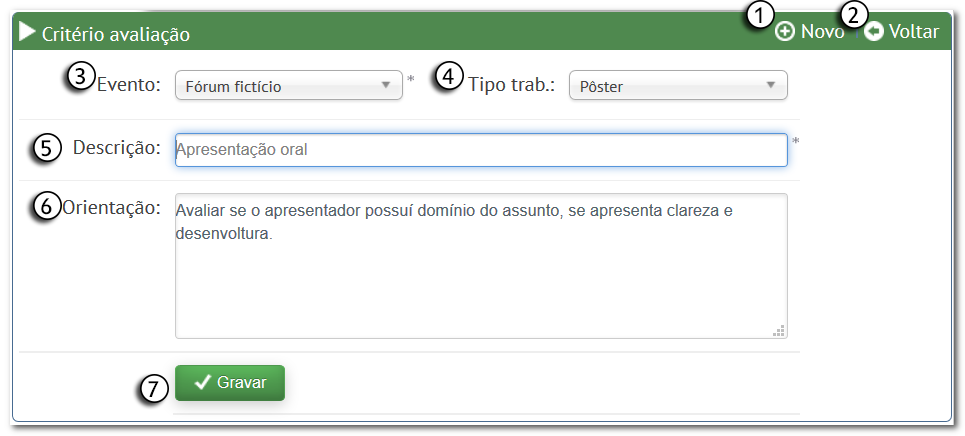 Critério avaliação 1 Novo 2 Voltar
3 Evento: Fórum fictício * 4 Tipo trab.: Pôster
5 Descrição: Apresentação oral *
6 Orientação: Avaliar se o apresentador possuí domínio do assunto, se apresenta clareza e
desenvoltura.
7 Gravar